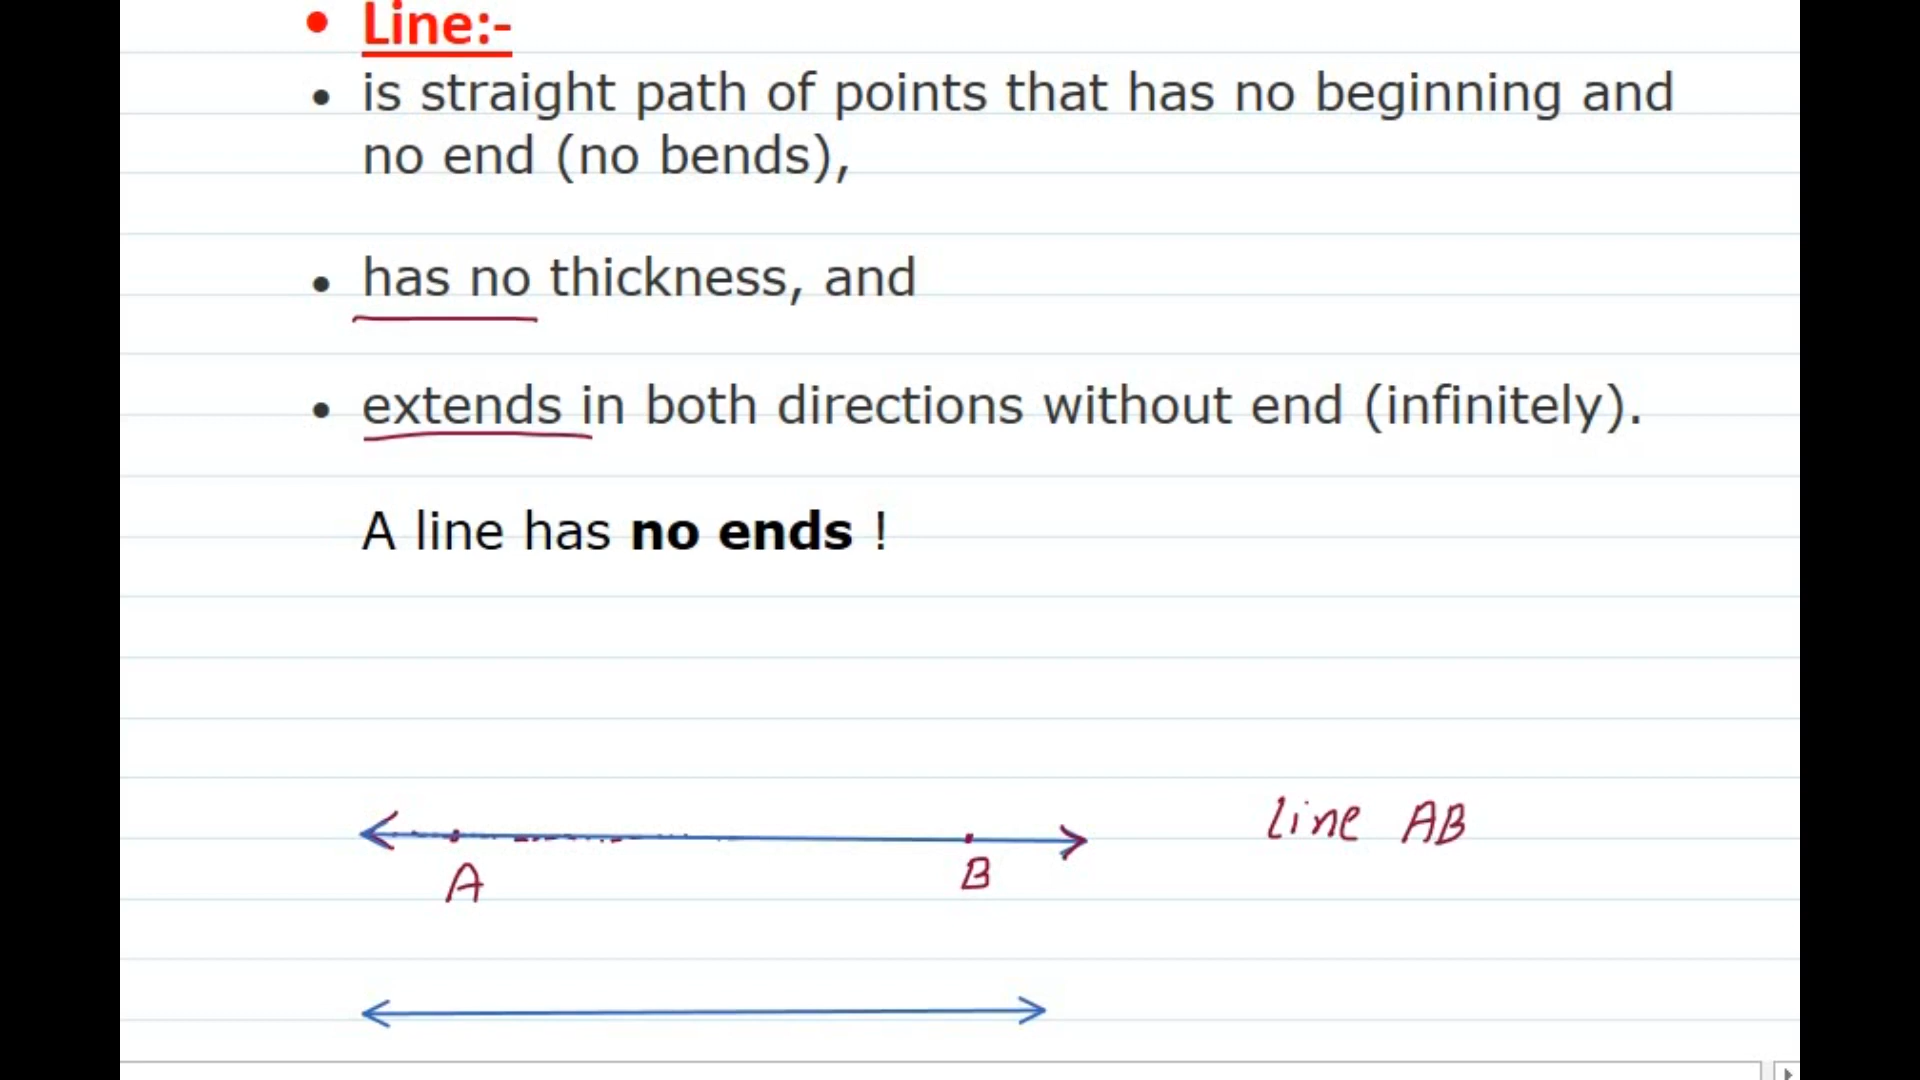 • Line:-
• is straight path of points that has no beginning and
no end (no bends),
• has no thickness, and
• extends in both directions without end (infinitely).
A line has no ends !
line AB
A B